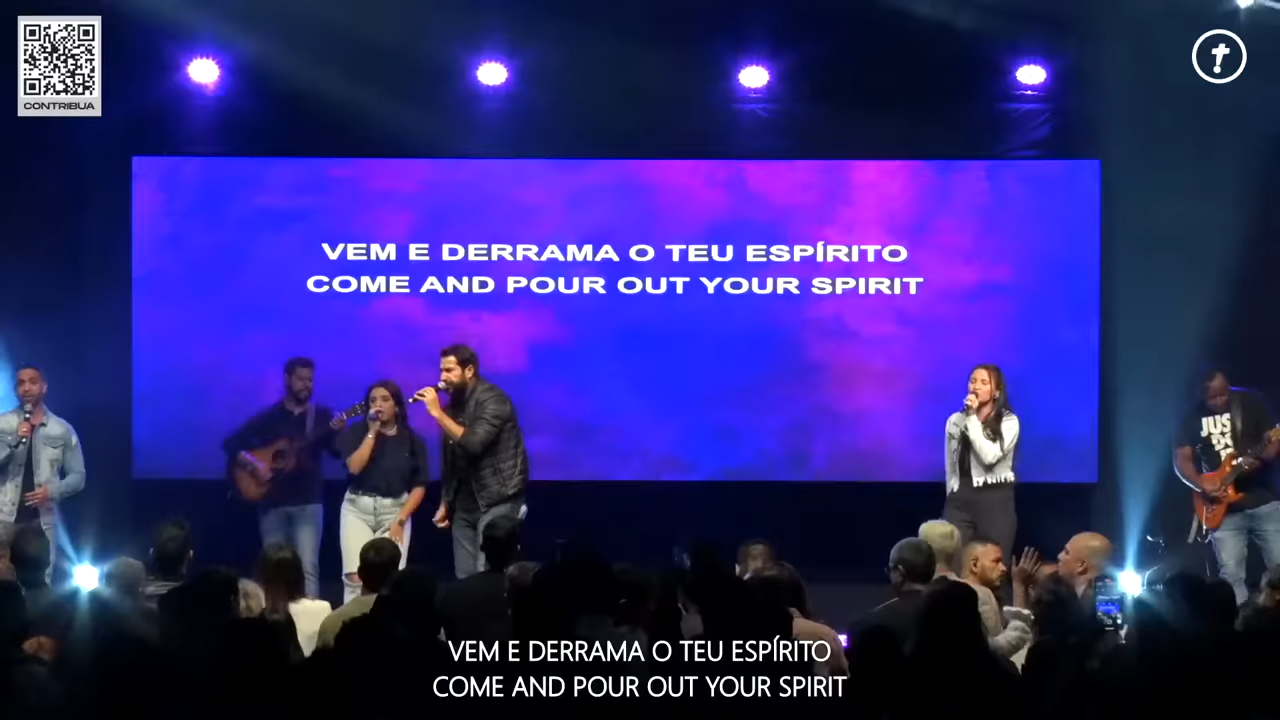 CONTRIBUA
VEM E DERRAMA O TEU ESPÍRITO
COME AND POUR OUT YOUR SPIRIT
JUS
VEM E DERRAMA O TEU ESPÍRITO
COME AND POUR OUT YOUR SPIRIT